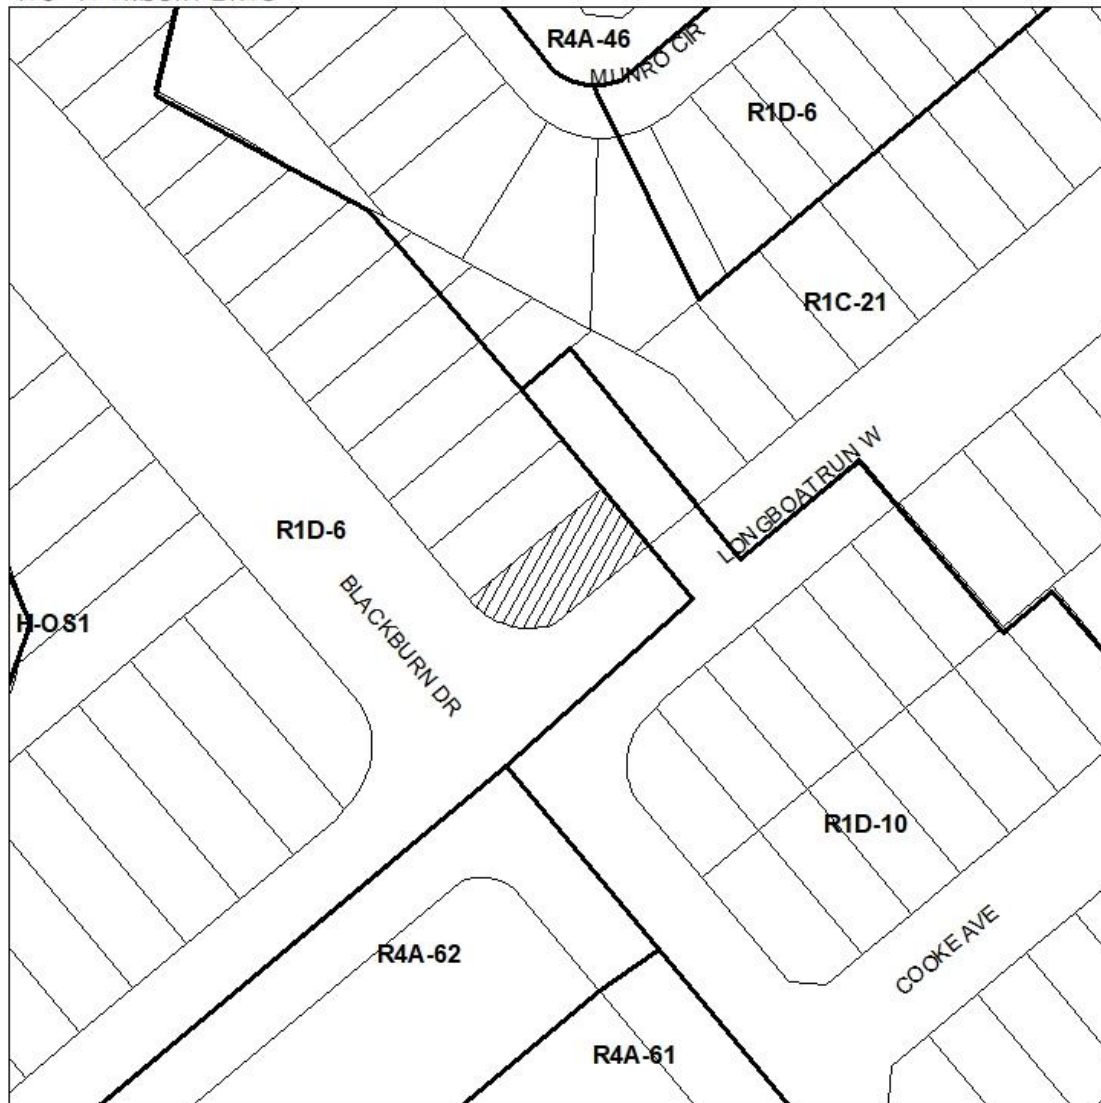 R4A-46
MUNRO CIR
R1D-6
R1C-21
LONGBOAT RUN W
R1D-6
BLACKBURN DR
H-OS1
R1D-10
R4A-62
COOKE AVE
R4A-61